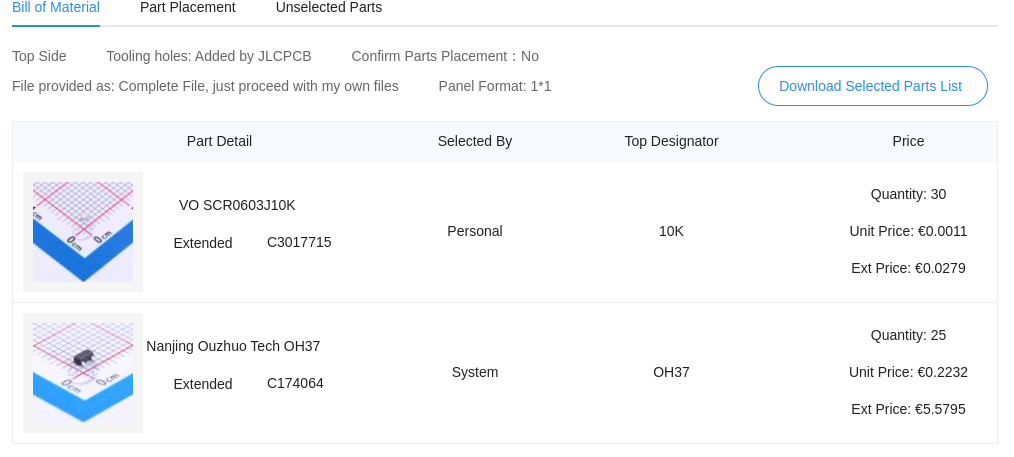 Bill of Material Part Placement Unselected Parts
Top Side Tooling holes: Added by JLCPCB Confirm Parts Placement：No
File provided as: Complete File, just proceed with my own files Panel Format: 1*1
Download Selected Parts List
Part Detail Selected By Top Designator Price
0cm 0cm
VO SCR0603J10K
Extended C3017715
Personal
10K
Quantity: 30
Unit Price: €0.0011
Ext Price: €0.0279
0cm 0cm
Nanjing Ouzhuo Tech OH37
Extended C174064
System
OH37
Quantity: 25
Unit Price: €0.2232
Ext Price: €5.5795